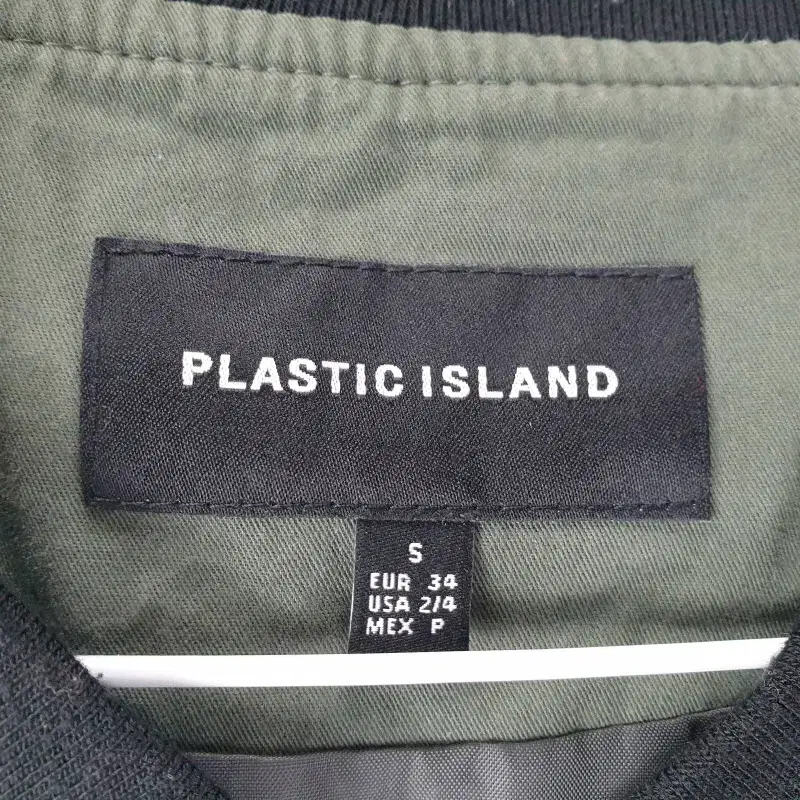 PLASTIC ISLAND
S
EUR 34
USA 2/4
MEX P